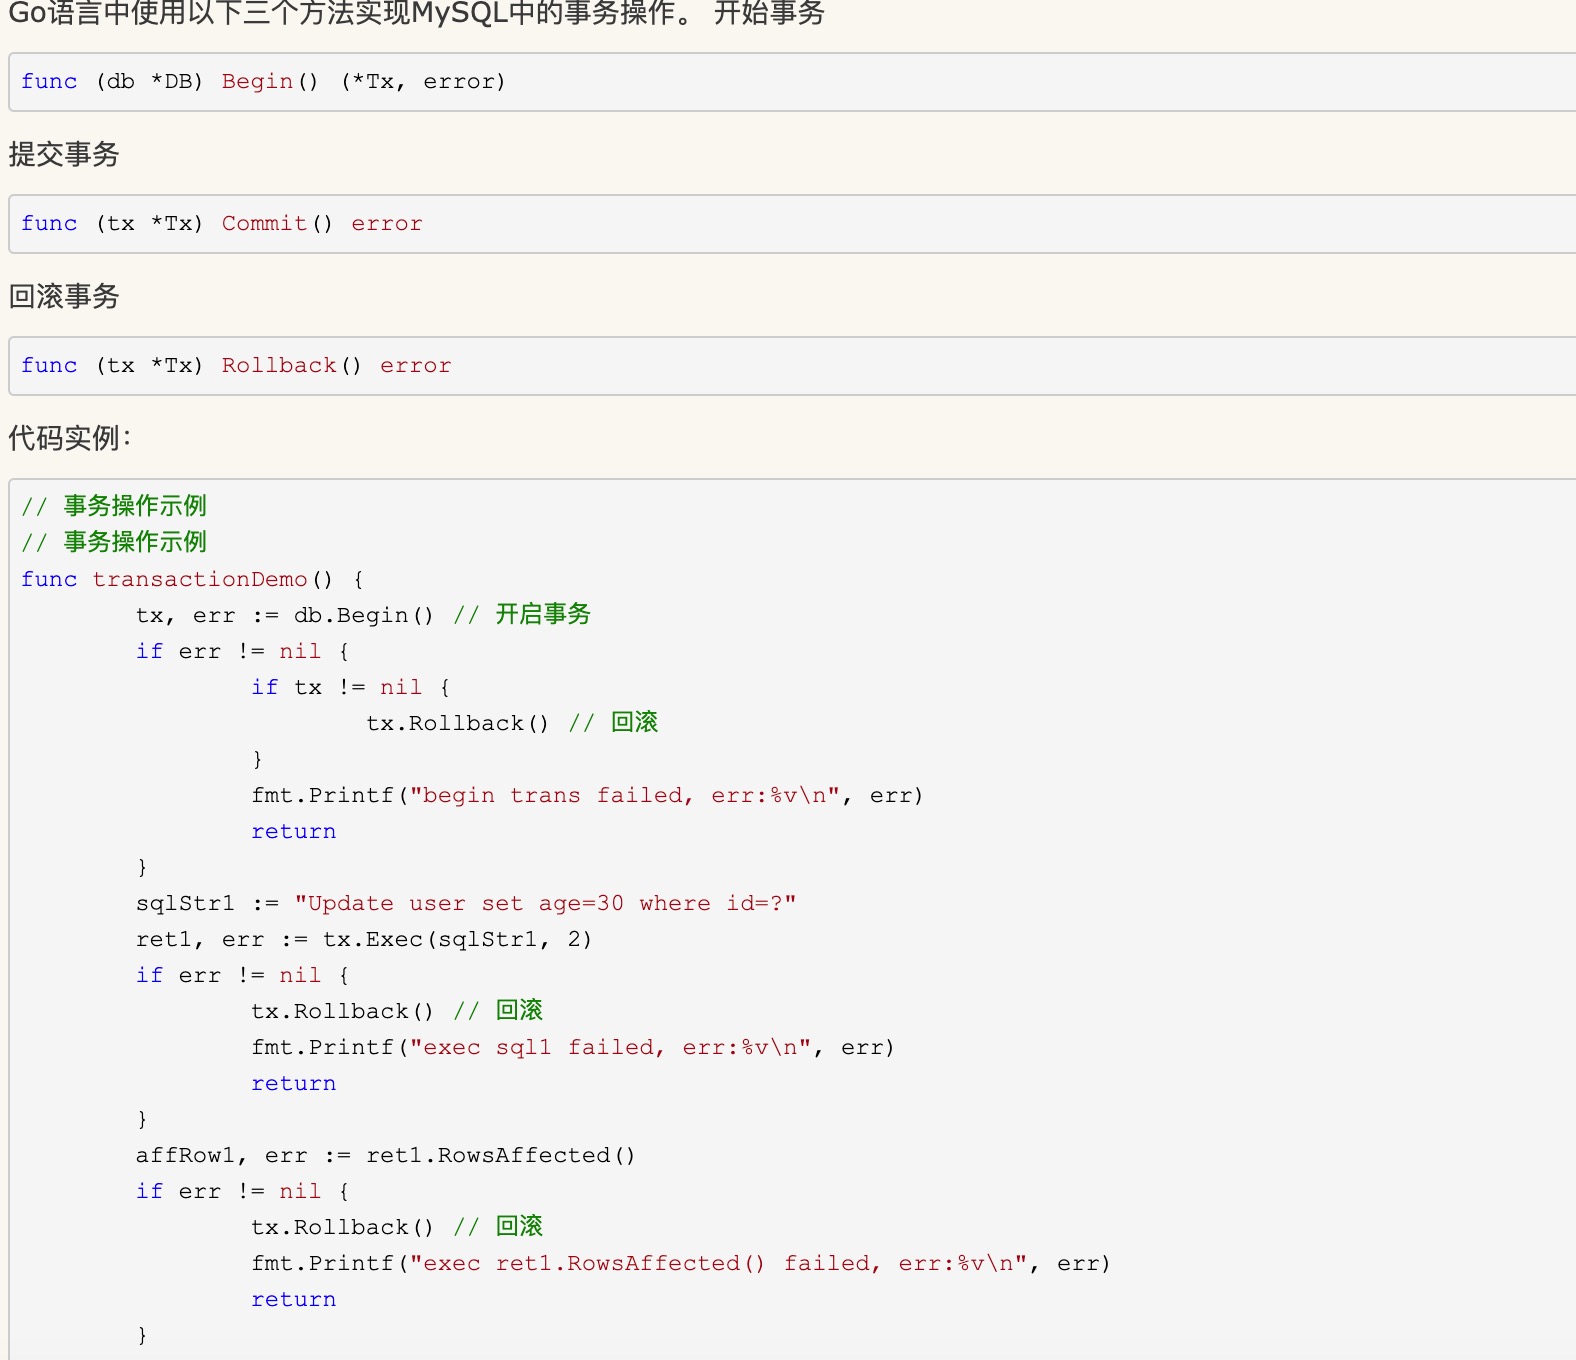 Go语言中使用以下三个方法实现MySQL中的事务操作。 开始事务
func (db *DB) Begin() (*Tx, error)
提交事务
func (tx *Tx) Commit() error
回滚事务
func (tx *Tx) Rollback() error
代码实例：
// 事务操作示例
// 事务操作示例
func transactionDemo() {
	tx, err := db.Begin() // 开启事务
	if err != nil {
		if tx != nil {
			tx.Rollback() // 回滚
		}
		fmt.Printf("begin trans failed, err:%v\n", err)
		return
	}
	sqlStr1 := "Update user set age=30 where id=?"
	ret1, err := tx.Exec(sqlStr1, 2)
	if err != nil {
		tx.Rollback() // 回滚
		fmt.Printf("exec sql1 failed, err:%v\n", err)
		return
	}
	affRow1, err := ret1.RowsAffected()
	if err != nil {
		tx.Rollback() // 回滚
		fmt.Printf("exec ret1.RowsAffected() failed, err:%v\n", err)
		return
	}